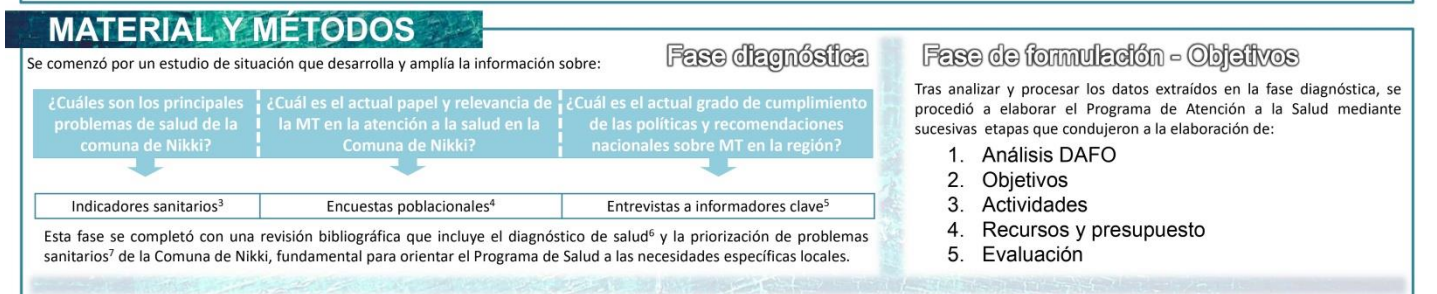 MATERIAL Y MÉTODOS
Fase diagnóstica
Se comenzó por un estudio de situación que desarrolla y amplía la información sobre:
¿Cuáles son los principales
problemas de salud de la
comuna de Nikki?
¿Cuál es el actual papel y relevancia de
la MT en la atención a la salud en la
Comuna de Nikki?
¿Cuál es el actual grado de cumplimiento
de las políticas y recomendaciones
nacionales sobre MT en la región?
Indicadores sanitarios³
Encuestas poblacionales⁴
Entrevistas a informadores clave⁵
Esta fase se completó con una revisión bibliográfica que incluye el diagnóstico de salud⁶ y la priorización de problemas
sanitarios⁷ de la Comuna de Nikki, fundamental para orientar el Programa de Salud a las necesidades específicas locales.
Fase de formulación - Objetivos
Tras analizar y procesar los datos extraídos en la fase diagnóstica, se
procedió a elaborar el Programa de Atención a la Salud mediante
sucesivas etapas que condujeron a la elaboración de:
1. Análisis DAFO
2. Objetivos
3. Actividades
4. Recursos y presupuesto
5. Evaluación